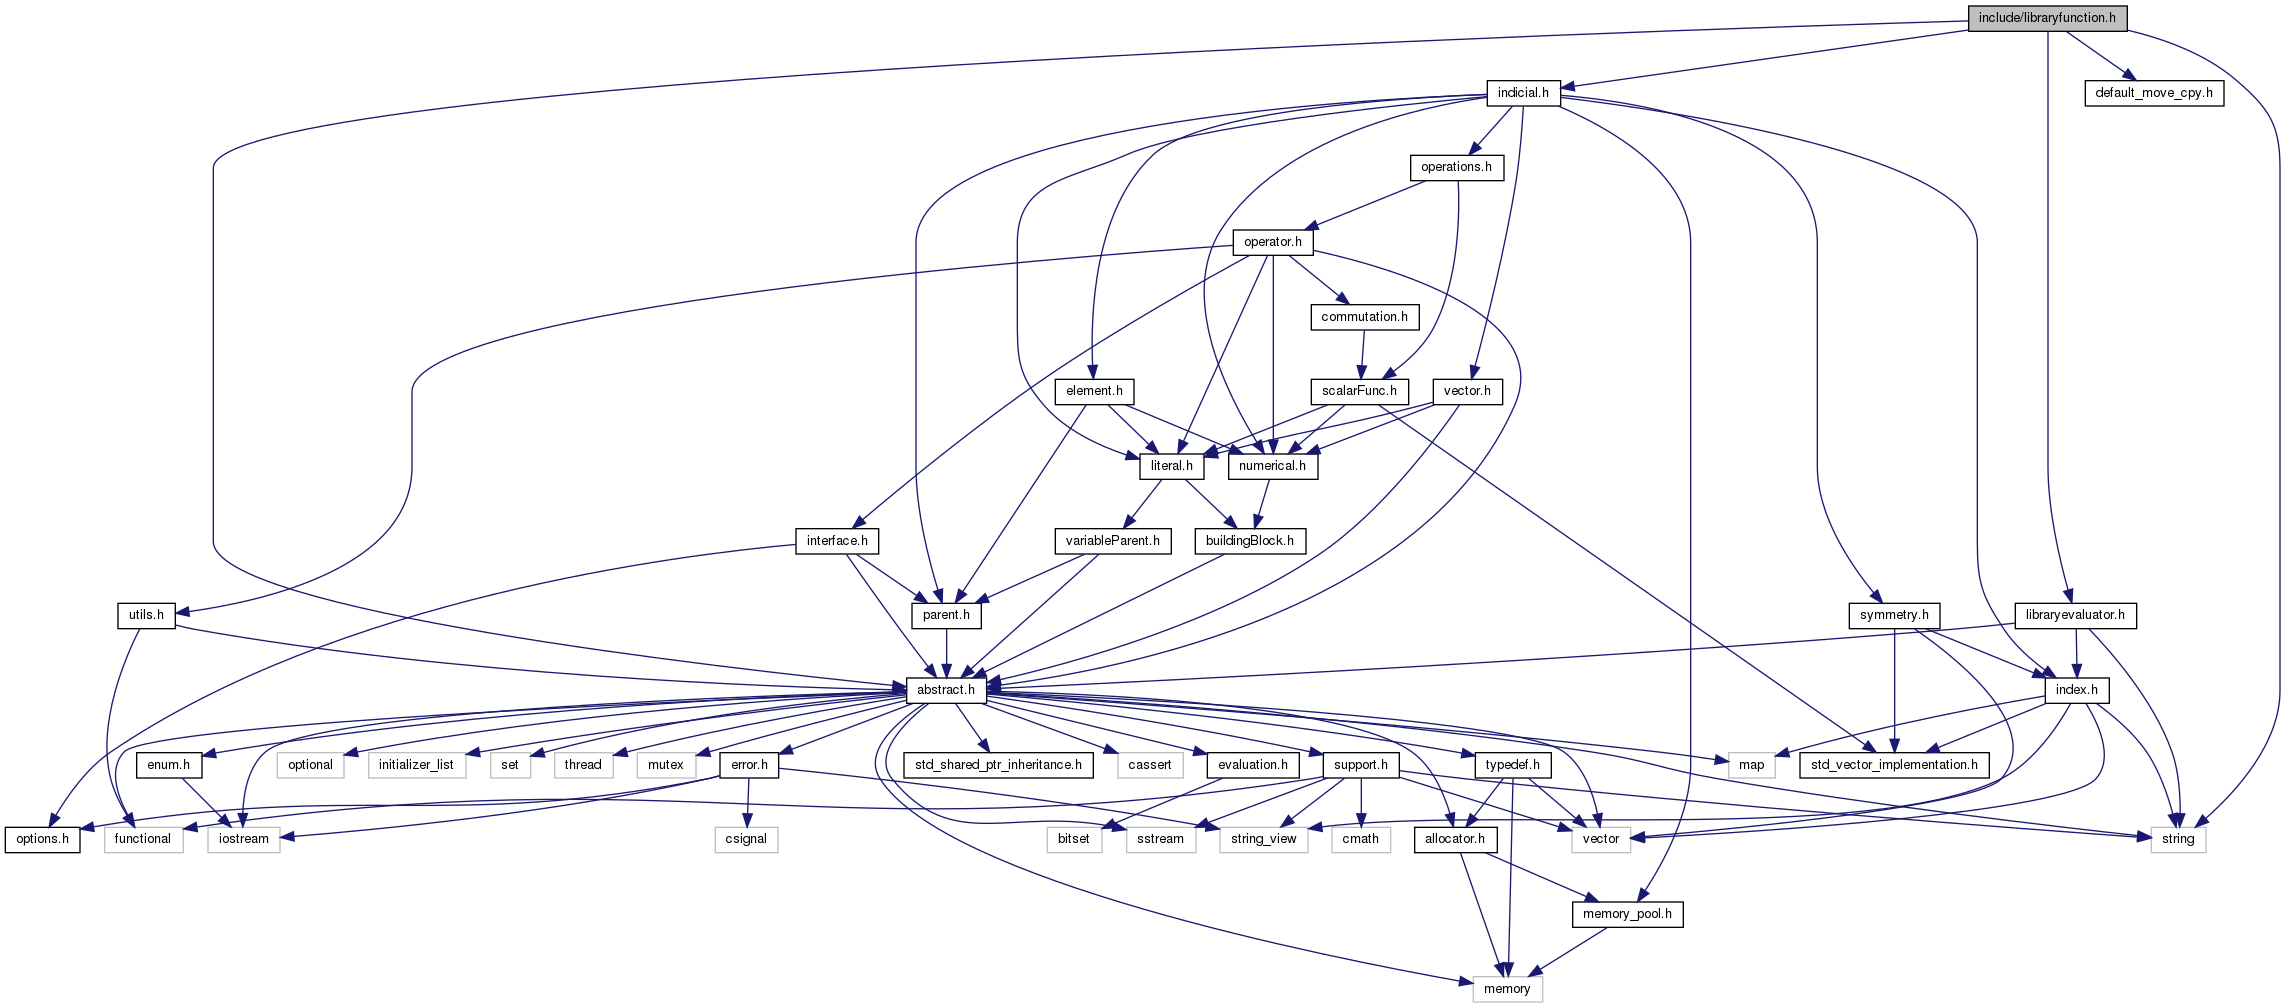 include/libraryfunction.h
indicial.h
default_move_cpy.h
operations.h
operator.h
commutation.h
element.h
scalarFunc.h
vector.h
literal.h
numerical.h
interface.h
variableParent.h
buildingBlock.h
utils.h
parent.h
symmetry.h
libraryevaluator.h
abstract.h
index.h
enum.h
optional
initializer_list
set
thread
mutex
error.h
std_shared_ptr_inheritance.h
cassert
evaluation.h
support.h
typedef.h
map
std_vector_implementation.h
options.h
functional
iostream
csignal
bitset
sstream
string_view
cmath
allocator.h
vector
string
memory_pool.h
memory